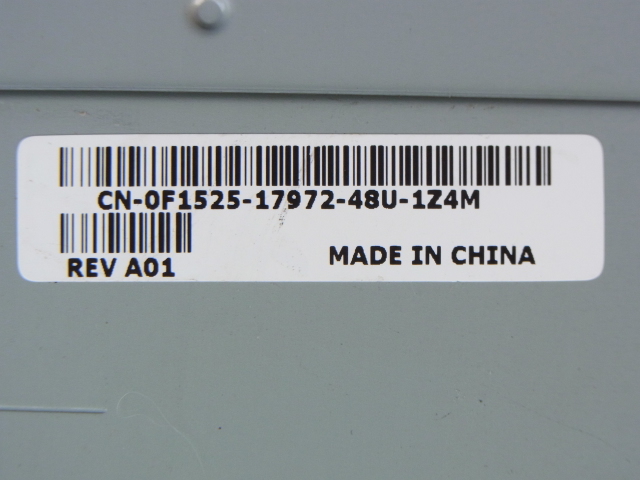 CN-0F1525-17972-48U-1Z4M
REV A01
MADE IN CHINA